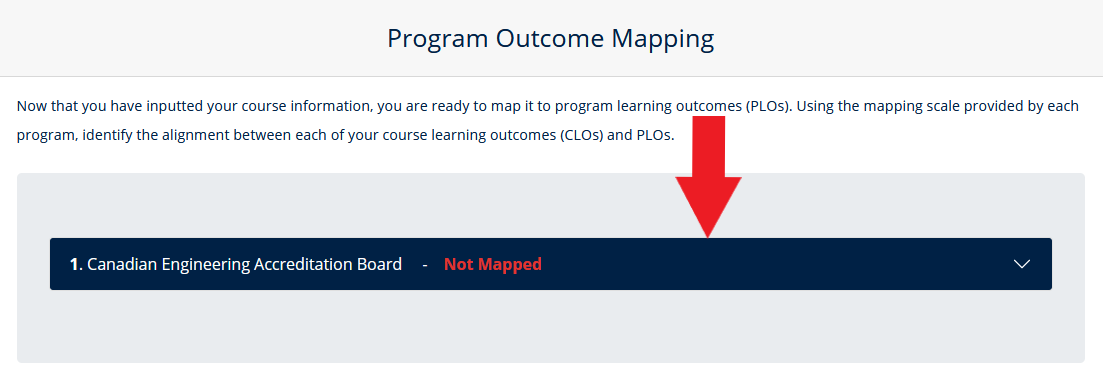 Program Outcome Mapping
Now that you have inputted your course information, you are ready to map it to program learning outcomes (PLOs). Using the mapping scale provided by each
program, identify the alignment between each of your course learning outcomes (CLOs) and PLOs.
1. Canadian Engineering Accreditation Board - Not Mapped